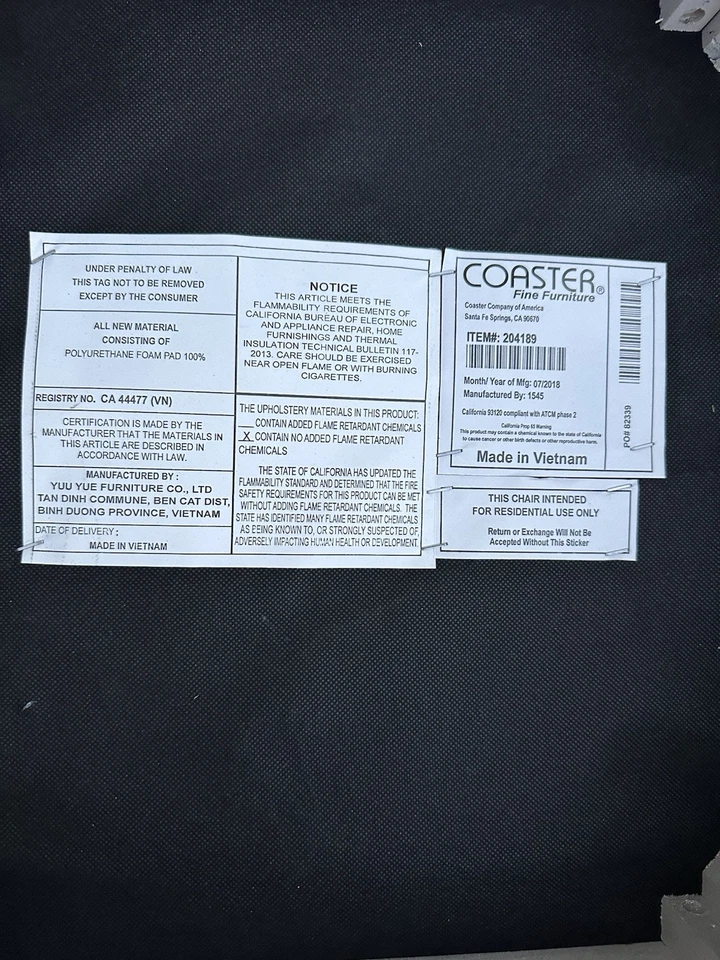 UNDER PENALTY OF LAW
THIS TAG NOT TO BE REMOVED
EXCEPT BY THE CONSUMER
ALL NEW MATERIAL
CONSISTING OF
POLYURETHANE FOAM PAD 100%
REGISTRY NO. CA 44477 (VN)
CERTIFICATION IS MADE BY THE
MANUFACTURER THAT THE MATERIALS IN
THIS ARTICLE ARE DESCRIBED IN
ACCORDANCE WITH LAW.
MANUFACTURED BY :
YUU YUE FURNITURE CO., LTD
TAN DINH COMMUNE, BEN CAT DIST,
BINH DUONG PROVINCE, VIETNAM
DATE OF DELIVERY :
MADE IN VIETNAM
NOTICE
THIS ARTICLE MEETS THE
FLAMMABILITY REQUIREMENTS OF
CALIFORNIA BUREAU OF ELECTRONIC
AND APPLIANCE REPAIR, HOME
FURNISHINGS AND THERMAL
INSULATION TECHNICAL BULLETIN 117-
2013. CARE SHOULD BE EXERCISED
NEAR OPEN FLAME OR WITH BURNING
CIGARETTES.
THE UPHOLSTERY MATERIALS IN THIS PRODUCT:
___ CONTAIN ADDED FLAME RETARDANT CHEMICALS
_X_ CONTAIN NO ADDED FLAME RETARDANT
CHEMICALS
THE STATE OF CALIFORNIA HAS UPDATED THE
FLAMMABILITY STANDARD AND DETERMINED THAT THE FIRE
SAFETY REQUIREMENTS FOR THIS PRODUCT CAN BE MET
WITHOUT ADDING FLAME RETARDANT CHEMICALS. THE
STATE HAS IDENTIFIED MANY FLAME RETARDANT CHEMICALS
AS BEING KNOWN TO, OR STRONGLY SUSPECTED OF,
ADVERSELY IMPACTING HUMAN HEALTH OR DEVELOPMENT.
COASTER®
Fine Furniture
Coaster Company of America
Santa Fe Springs, CA 90670
ITEM#: 204189
Month/ Year of Mfg: 07/2018
Manufactured By: 1545
California 93120 compliant with ATCM phase 2
California Prop 65 Warning
This product may contain a chemical known to the state of California
to cause cancer or other birth defects or other reproductive harm.
Made in Vietnam
PO# 82339
THIS CHAIR INTENDED
FOR RESIDENTIAL USE ONLY
Return or Exchange Will Not Be
Accepted Without This Sticker